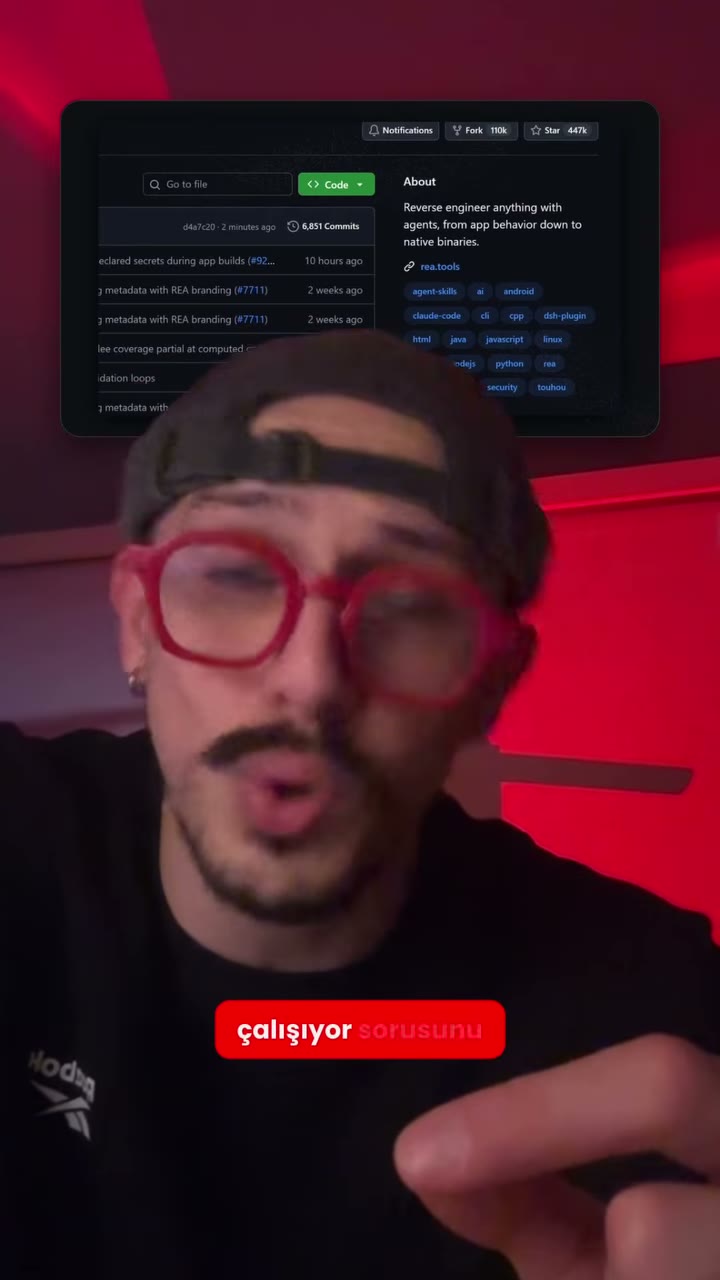 Notifications
Fork 110k
Star 447k
Go to file
Code
About
Reverse engineer anything with
agents, from app behavior down to
native binaries.
rea.tools
d4a7c20 · 2 minutes ago
6,851 Commits
eclared secrets during app builds (#92...
10 hours ago
g metadata with REA branding (#7711)
2 weeks ago
g metadata with REA branding (#7711)
2 weeks ago
lee coverage partial at computed
idation loops
g metadata with
agent-skills ai android
claude-code cli cpp dsh-plugin
html java javascript linux
odejs python rea
security touhou
çalışıyor sorusunu
Reebok